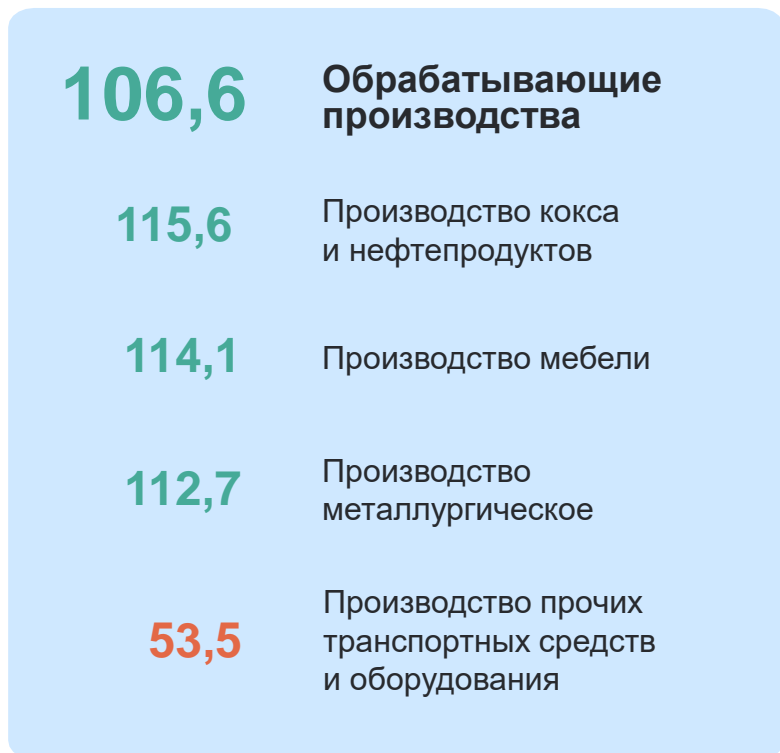 106,6 Обрабатывающие
производства
115,6 Производство кокса
и нефтепродуктов
114,1 Производство мебели
112,7 Производство
металлургическое
53,5 Производство прочих
транспортных средств
и оборудования